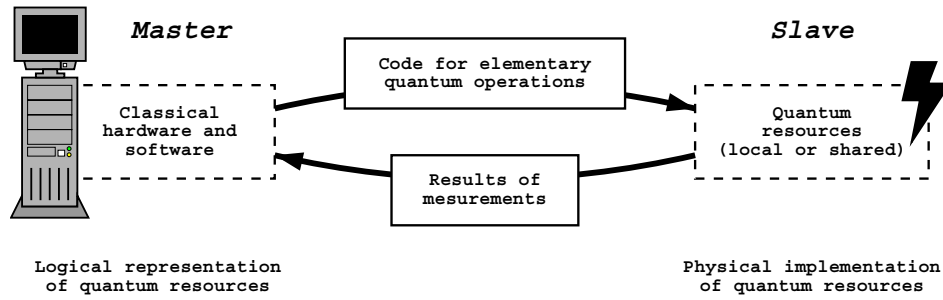 Master
Slave
Code for elementary
quantum operations
Classical
hardware and
software
Quantum
resources
(local or shared)
Results of
mesurements
Logical representation
of quantum resources
Physical implementation
of quantum resources